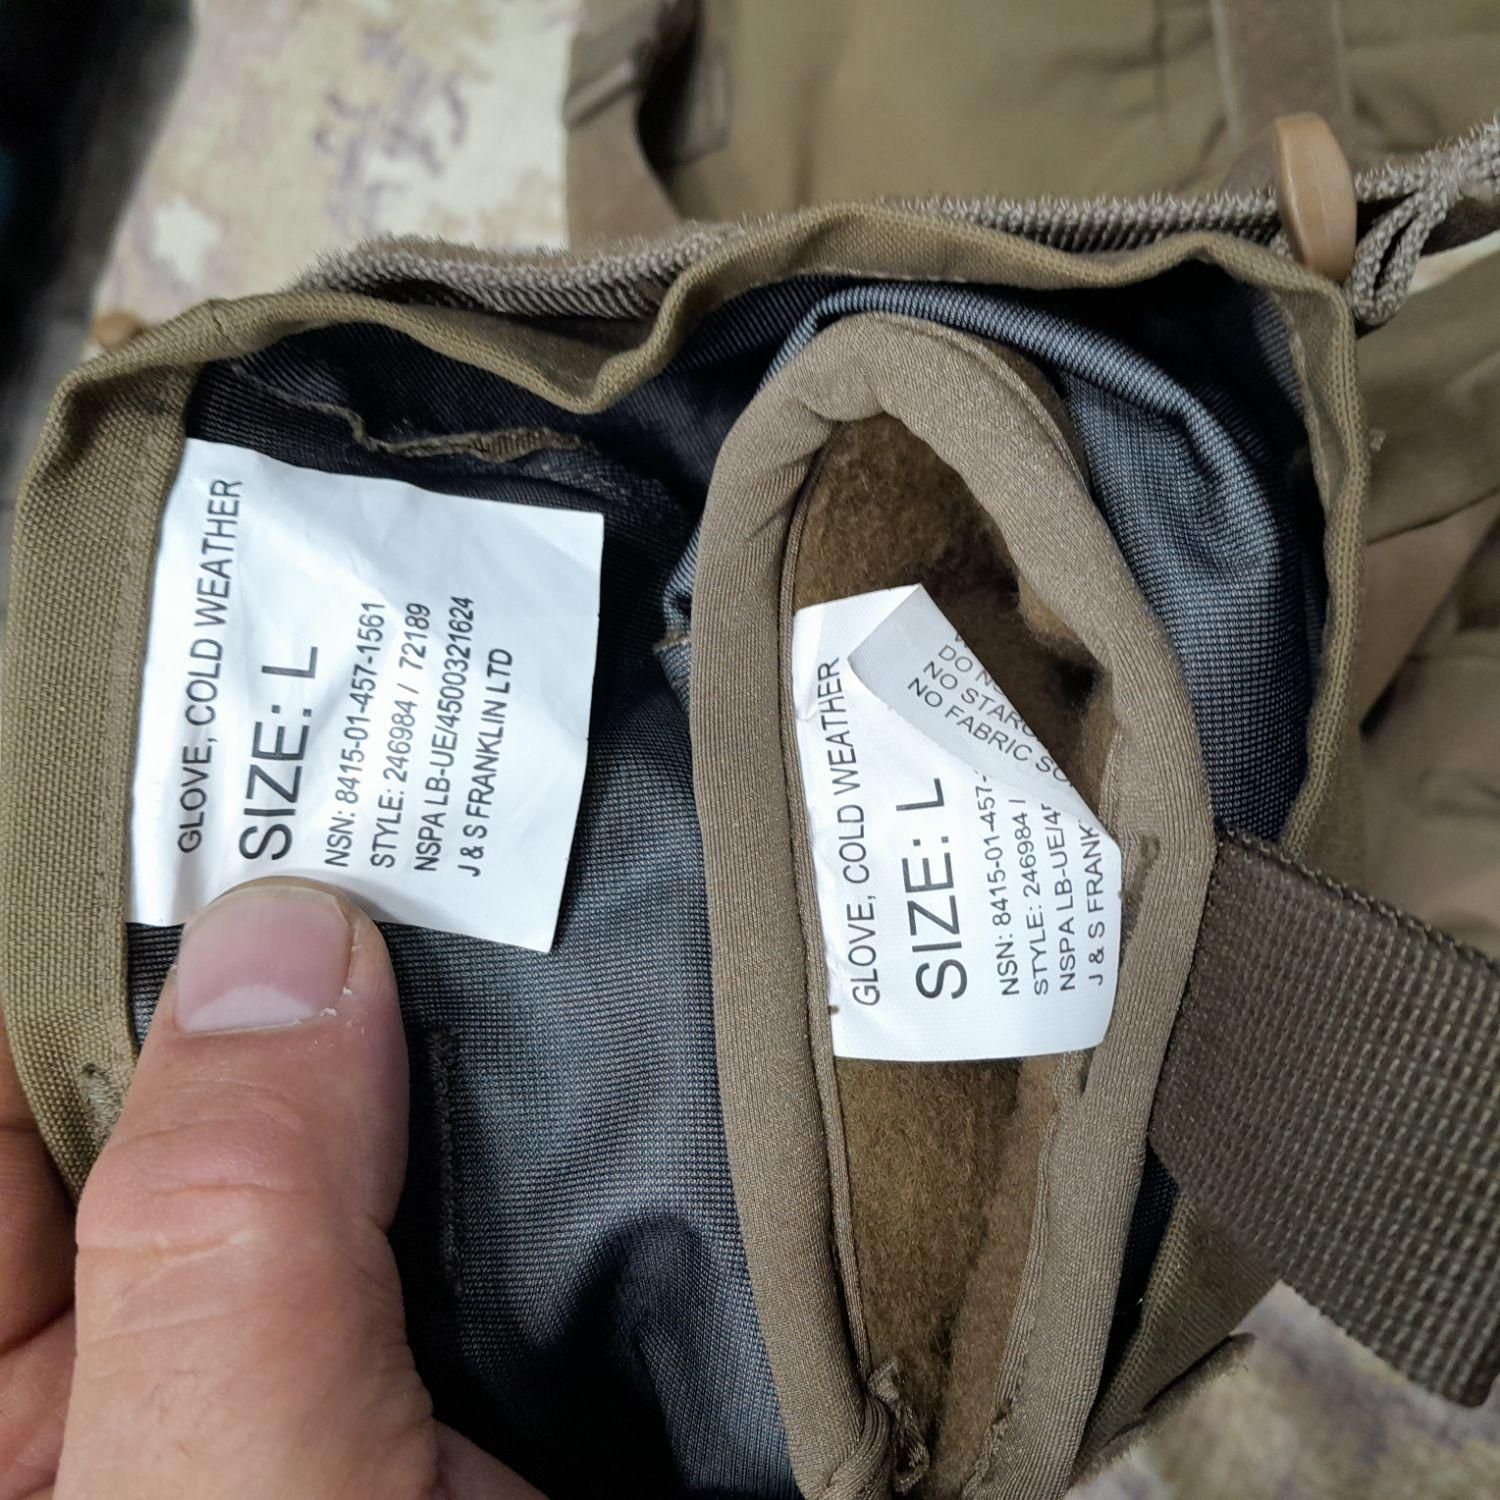 GLOVE, COLD WEATHER
SIZE: L
NSN: 8415-01-457-1561
STYLE: 246984 / 72189
NSPA LB-UE/4500321624
J & S FRANKLIN LTD
GLOVE, COLD WEATHER
SIZE: L
NSN: 8415-01-457-
STYLE: 246984 /
NSPA LB-UE/4
J & S FRANK
DO
NO STAR
NO FABRIC SO